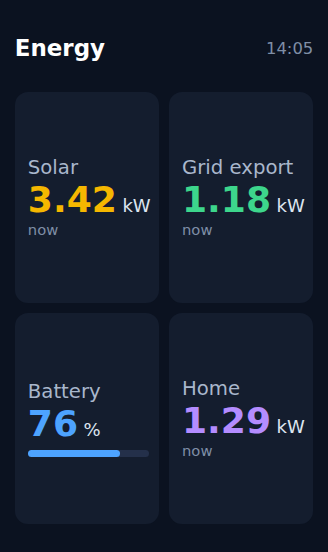 Energy
14:05
Solar
3.42 kW
now
Grid export
1.18 kW
now
Battery
76 %
Home
1.29 kW
now